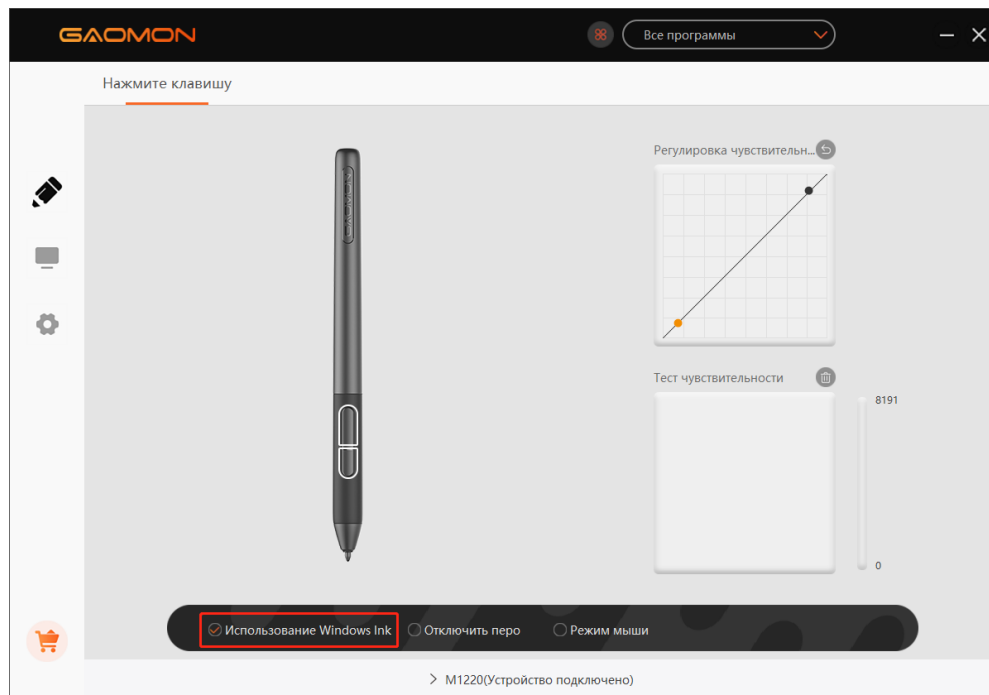 GAOMON
Все программы
Нажмите клавишу
GAOMON
Регулировка чувствительн...
Тест чувствительности
8191
0
Использование Windows Ink
Отключить перо
Режим мыши
M1220(Устройство подключено)